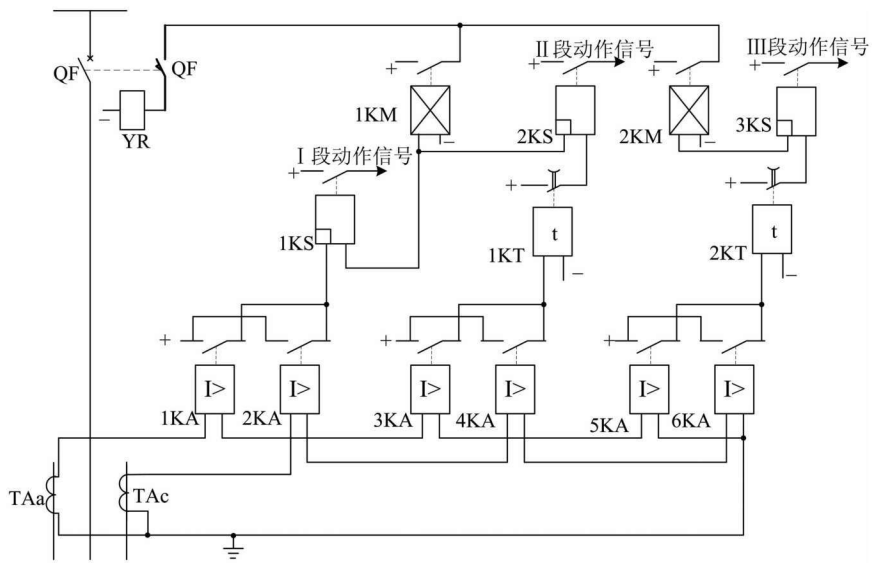 QF
QF
−
YR
+
1KM
−
+
II段动作信号
2KS
+
2KM
−
+
III段动作信号
3KS
+
I段动作信号
1KS
+
t
1KT
−
+
t
2KT
−
+
I>
1KA
I>
2KA
+
I>
3KA
I>
4KA
+
I>
5KA
I>
6KA
TAa
TAc